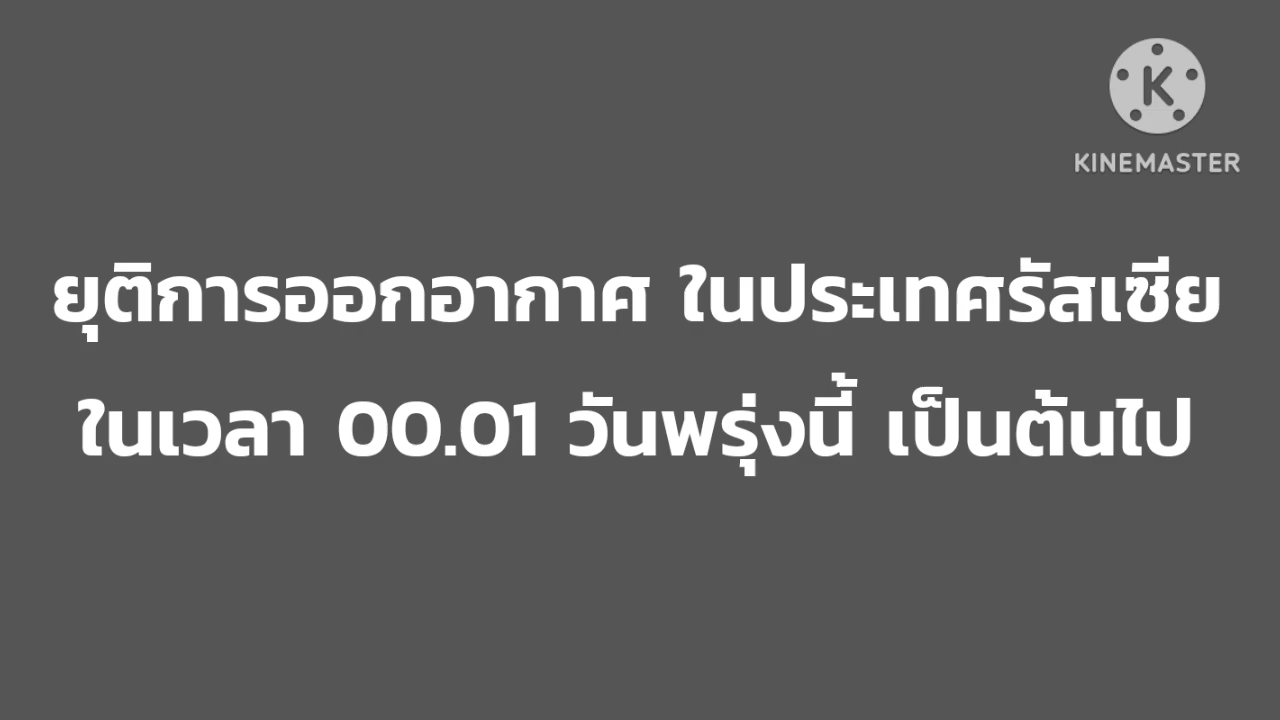 K
KINEMASTER
ยุติการออกอากาศ ในประเทศรัสเซีย
ในเวลา 00.01 วันพรุ่งนี้ เป็นต้นไป